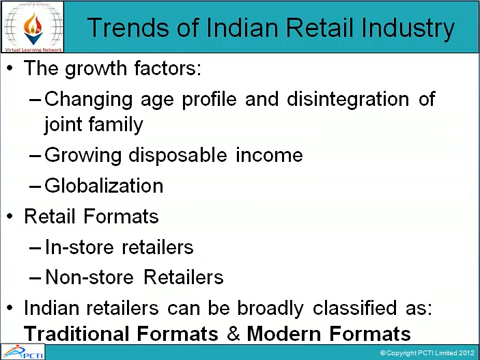 Trends of Indian Retail Industry
Virtual Learning Network
• The growth factors:
–Changing age profile and disintegration of
joint family
–Growing disposable income
–Globalization
• Retail Formats
–In-store retailers
–Non-store Retailers
• Indian retailers can be broadly classified as:
Traditional Formats & Modern Formats
PCTI
©Copyright PCTI Limited 2012